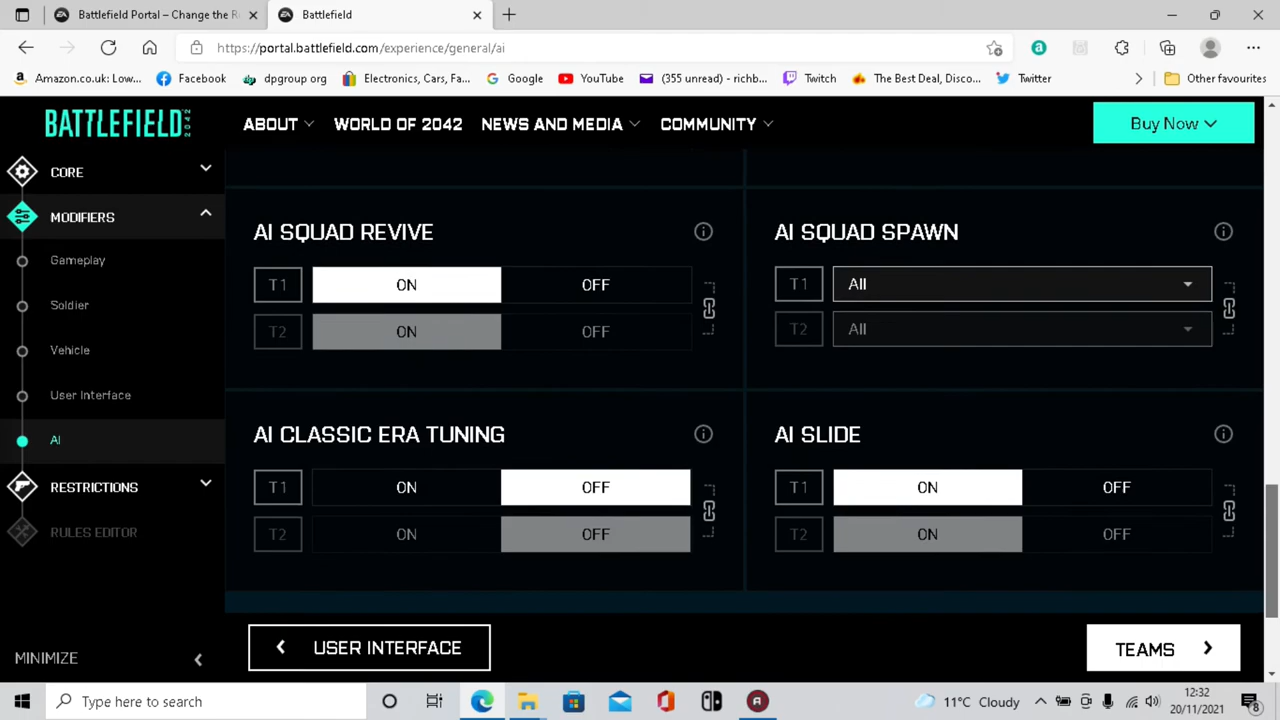 Battlefield Portal – Change the R
Battlefield
https://portal.battlefield.com/experience/general/ai
Amazon.co.uk: Low...
Facebook
dpgroup org
Electronics, Cars, Fa...
Google
YouTube
(355 unread) - richb...
Twitch
The Best Deal, Disco...
Twitter
Other favourites
BATTLEFIELD 2042
ABOUT
WORLD OF 2042
NEWS AND MEDIA
COMMUNITY
Buy Now
CORE
MODIFIERS
Gameplay
Soldier
Vehicle
User Interface
AI
RESTRICTIONS
RULES EDITOR
MINIMIZE
AI SQUAD REVIVE
T1 ON OFF
T2 ON OFF
AI SQUAD SPAWN
T1 All
T2 All
AI CLASSIC ERA TUNING
T1 ON OFF
T2 ON OFF
AI SLIDE
T1 ON OFF
T2 ON OFF
USER INTERFACE
TEAMS
Type here to search
11°C Cloudy
12:32
20/11/2021
8